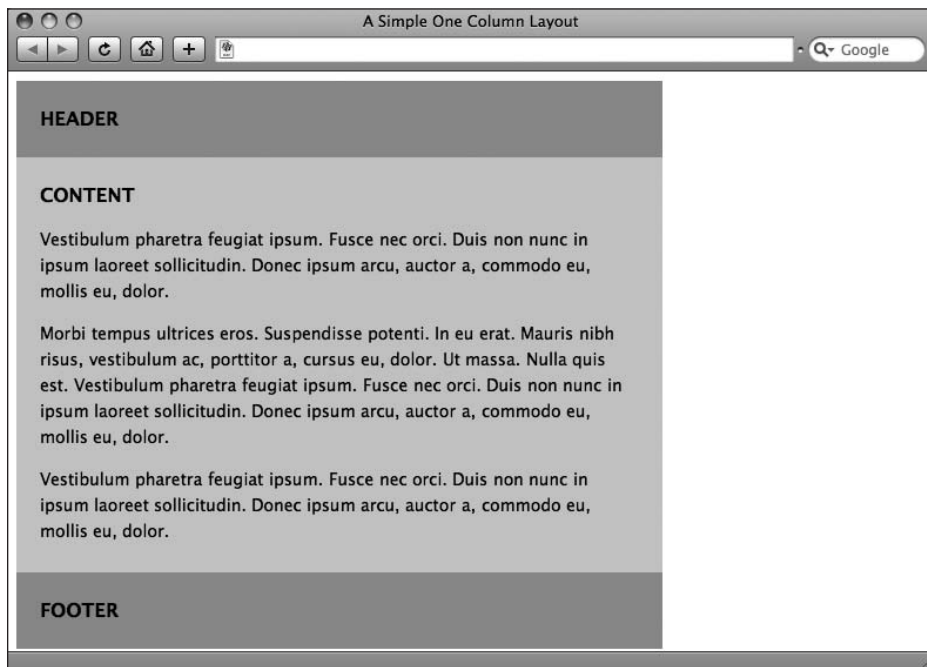 A Simple One Column Layout
Google
HEADER
CONTENT
Vestibulum pharetra feugiat ipsum. Fusce nec orci. Duis non nunc in
ipsum laoreet sollicitudin. Donec ipsum arcu, auctor a, commodo eu,
mollis eu, dolor.
Morbi tempus ultrices eros. Suspendisse potenti. In eu erat. Mauris nibh
risus, vestibulum ac, porttitor a, cursus eu, dolor. Ut massa. Nulla quis
est. Vestibulum pharetra feugiat ipsum. Fusce nec orci. Duis non nunc in
ipsum laoreet sollicitudin. Donec ipsum arcu, auctor a, commodo eu,
mollis eu, dolor.
Vestibulum pharetra feugiat ipsum. Fusce nec orci. Duis non nunc in
ipsum laoreet sollicitudin. Donec ipsum arcu, auctor a, commodo eu,
mollis eu, dolor.
FOOTER